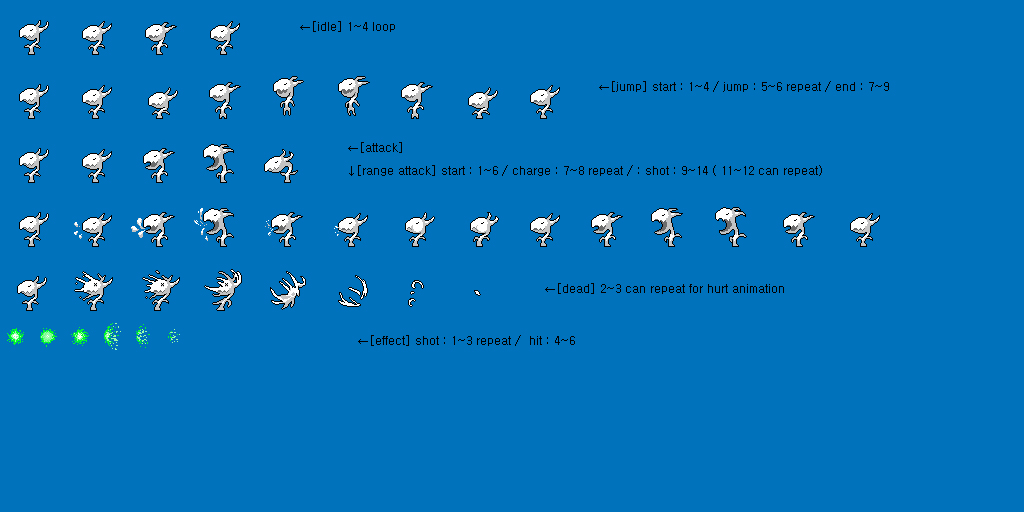 ←[idle] 1~4 loop
←[jump] start : 1~4 / jump : 5~6 repeat / end : 7~9
←[attack]
↓[range attack] start : 1~6 / charge : 7~8 repeat / : shot : 9~14 ( 11~12 can repeat)
←[dead] 2~3 can repeat for hurt animation
←[effect] shot : 1~3 repeat /  hit : 4~6